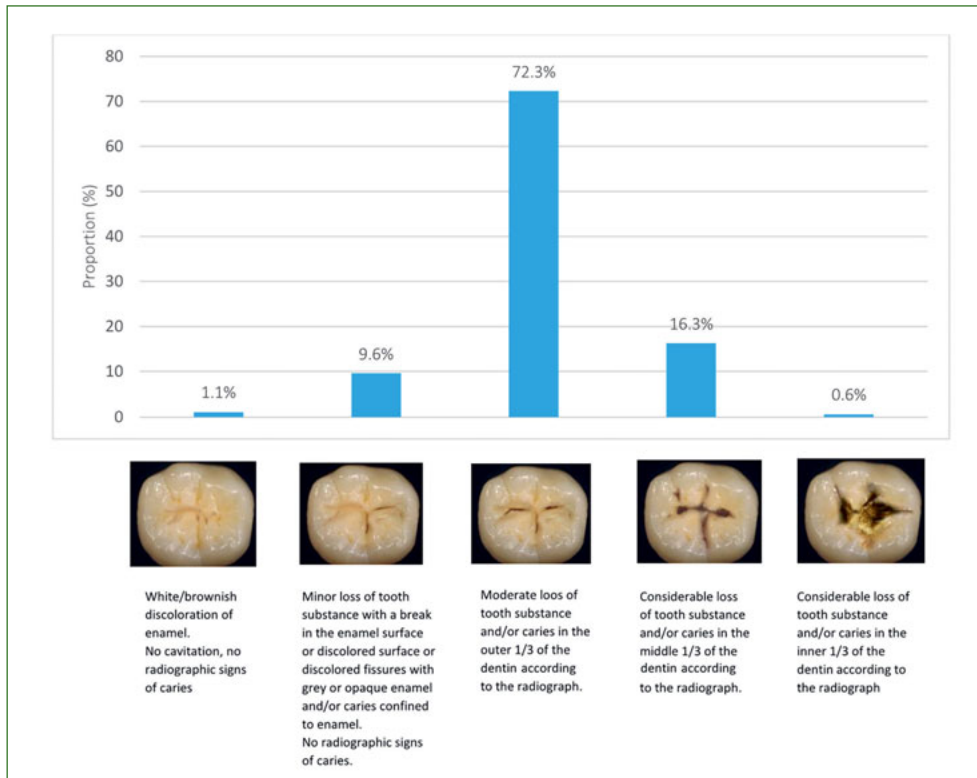 80
70
60
50
40
30
20
10
0
Proportion (%)
1.1%
9.6%
72.3%
16.3%
0.6%
White/brownish
discoloration of
enamel.
No cavitation, no
radiographic signs
of caries
Minor loss of tooth
substance with a break
in the enamel surface
or discolored surface or
discolored fissures with
grey or opaque enamel
and/or caries confined
to enamel.
No radiographic signs
of caries.
Moderate loos of
tooth substance
and/or caries in the
outer 1/3 of the
dentin according
to the radiograph.
Considerable loss
of tooth substance
and/or caries in the
middle 1/3 of the
dentin according
to the radiograph.
Considerable loss of
tooth substance
and/or caries in the
inner 1/3 of the
dentin according to
the radiograph